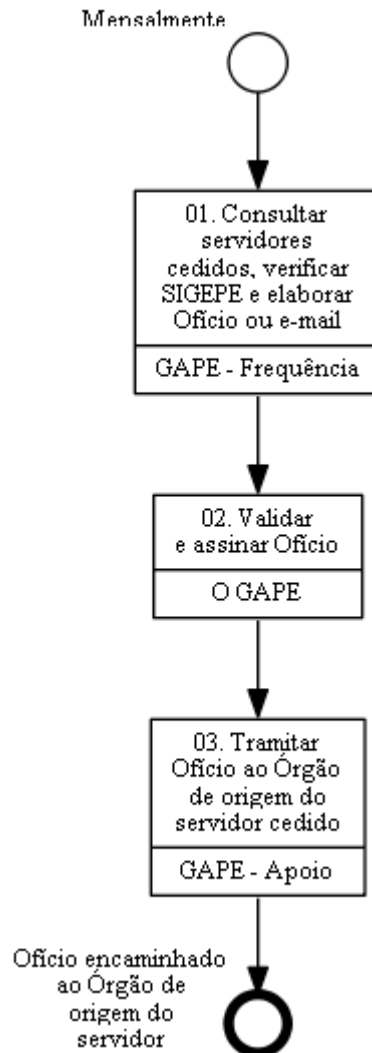 Mensalmente
01. Consultar
servidores
cedidos, verificar
SIGEPE e elaborar
Ofício ou e-mail
GAPE - Frequência
02. Validar
e assinar Ofício
O GAPE
03. Tramitar
Ofício ao Órgão
de origem do
servidor cedido
GAPE - Apoio
Ofício encaminhado
ao Órgão de
origem do
servidor